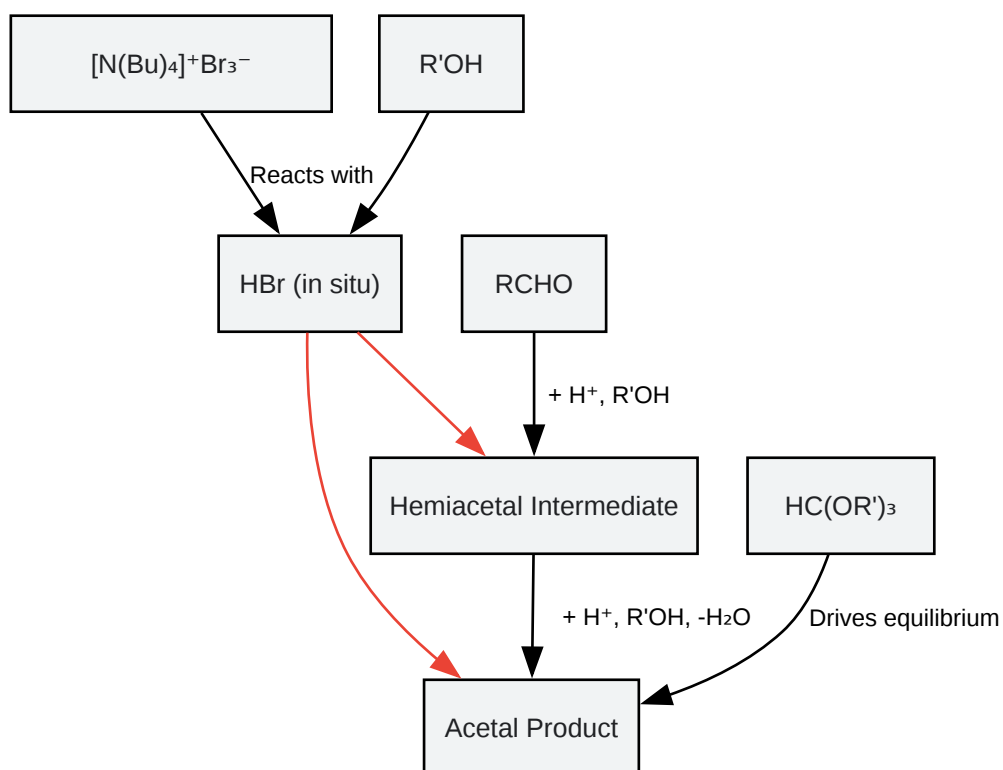 [N(Bu)₄]⁺Br₃⁻
R'OH
Reacts with
HBr (in situ)
RCHO
+ H⁺, R'OH
Hemiacetal Intermediate
HC(OR')₃
+ H⁺, R'OH, -H₂O
Drives equilibrium
Acetal Product